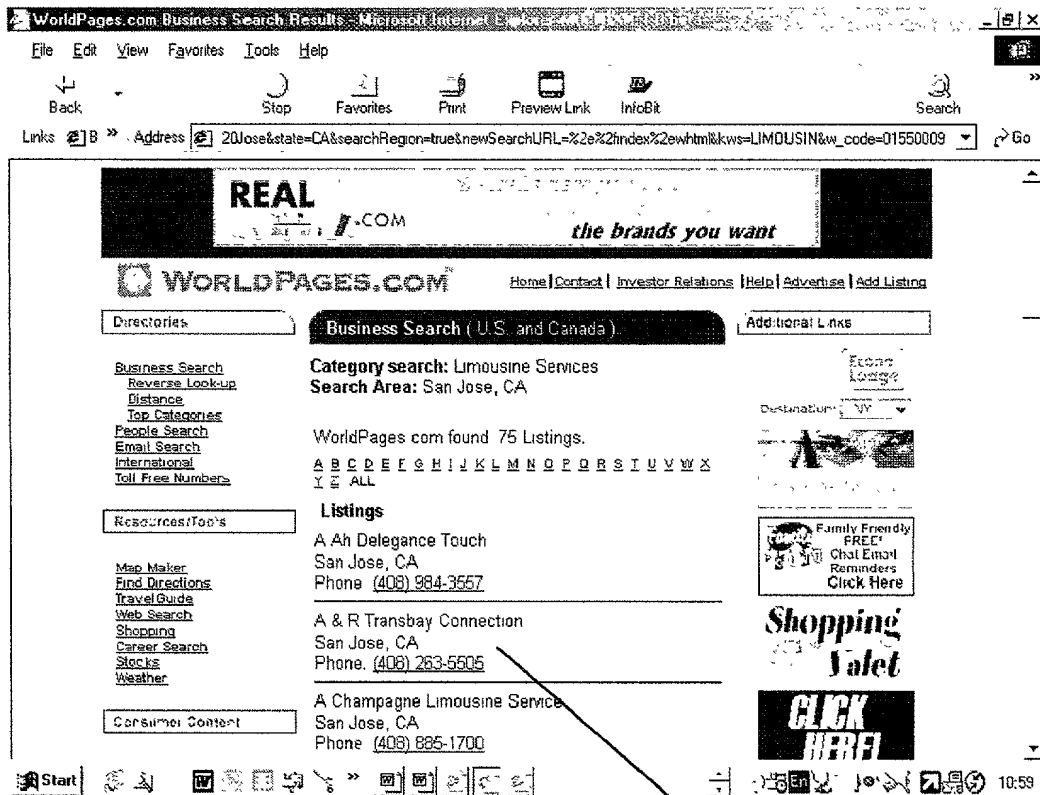 WorldPages.com Business Search Results - Microsoft Internet
File Edit View Favorites Tools Help
Back Stop Favorites Print Preview Link InfoBit Search
Links B » Address 20Jose&state=CA&searchRegion=true&newSearchURL=%2e%2findex%2ewhtml&kws=LIMOUSIN&w_code=01550009 Go
REAL
.COM
the brands you want
WORLDPAGES.COM
Home | Contact | Investor Relations | Help | Advertise | Add Listing
Directories
Business Search
Reverse Look-up
Distance
Top Categories
People Search
Email Search
International
Toll Free Numbers
Resources/Tools
Map Maker
Find Directions
Travel Guide
Web Search
Shopping
Career Search
Stocks
Weather
Consumer Content
Business Search (U.S. and Canada)
Category search: Limousine Services
Search Area: San Jose, CA
WorldPages com found 75 Listings.
A B C D E F G H I J K L M N O P Q R S T U V W X
Y Z ALL
Listings
A Ah Delegance Touch
San Jose, CA
Phone (408) 984-3557
A & R Transbay Connection
San Jose, CA
Phone. (408) 263-5505
A Champagne Limousine Service
San Jose, CA
Phone (408) 885-1700
Additional Links
Econo
Lodge
Destination: NY
Family Friendly
FREE!
Chat Email
Reminders
Click Here
Shopping
Valet
CLICK
HERE!
Start En 10:59